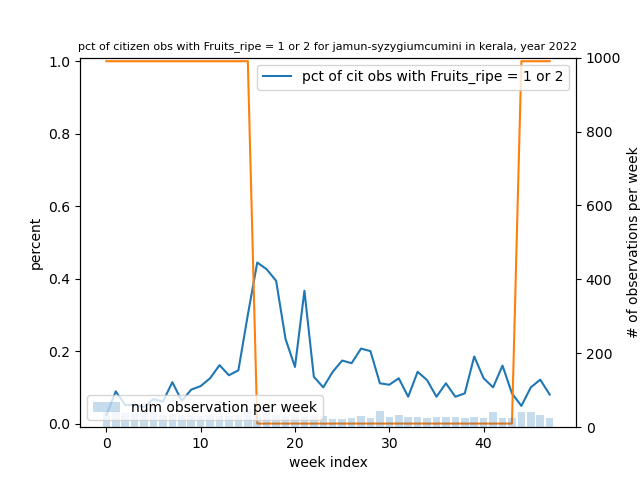 pct of citizen obs with Fruits_ripe = 1 or 2 for jamun-syzygiumcumini in kerala, year 2022
pct of cit obs with Fruits_ripe = 1 or 2
num observation per week
percent
1.0
0.8
0.6
0.4
0.2
0.0
1000
800
600
400
200
0
# of observations per week
0 10 20 30 40
week index